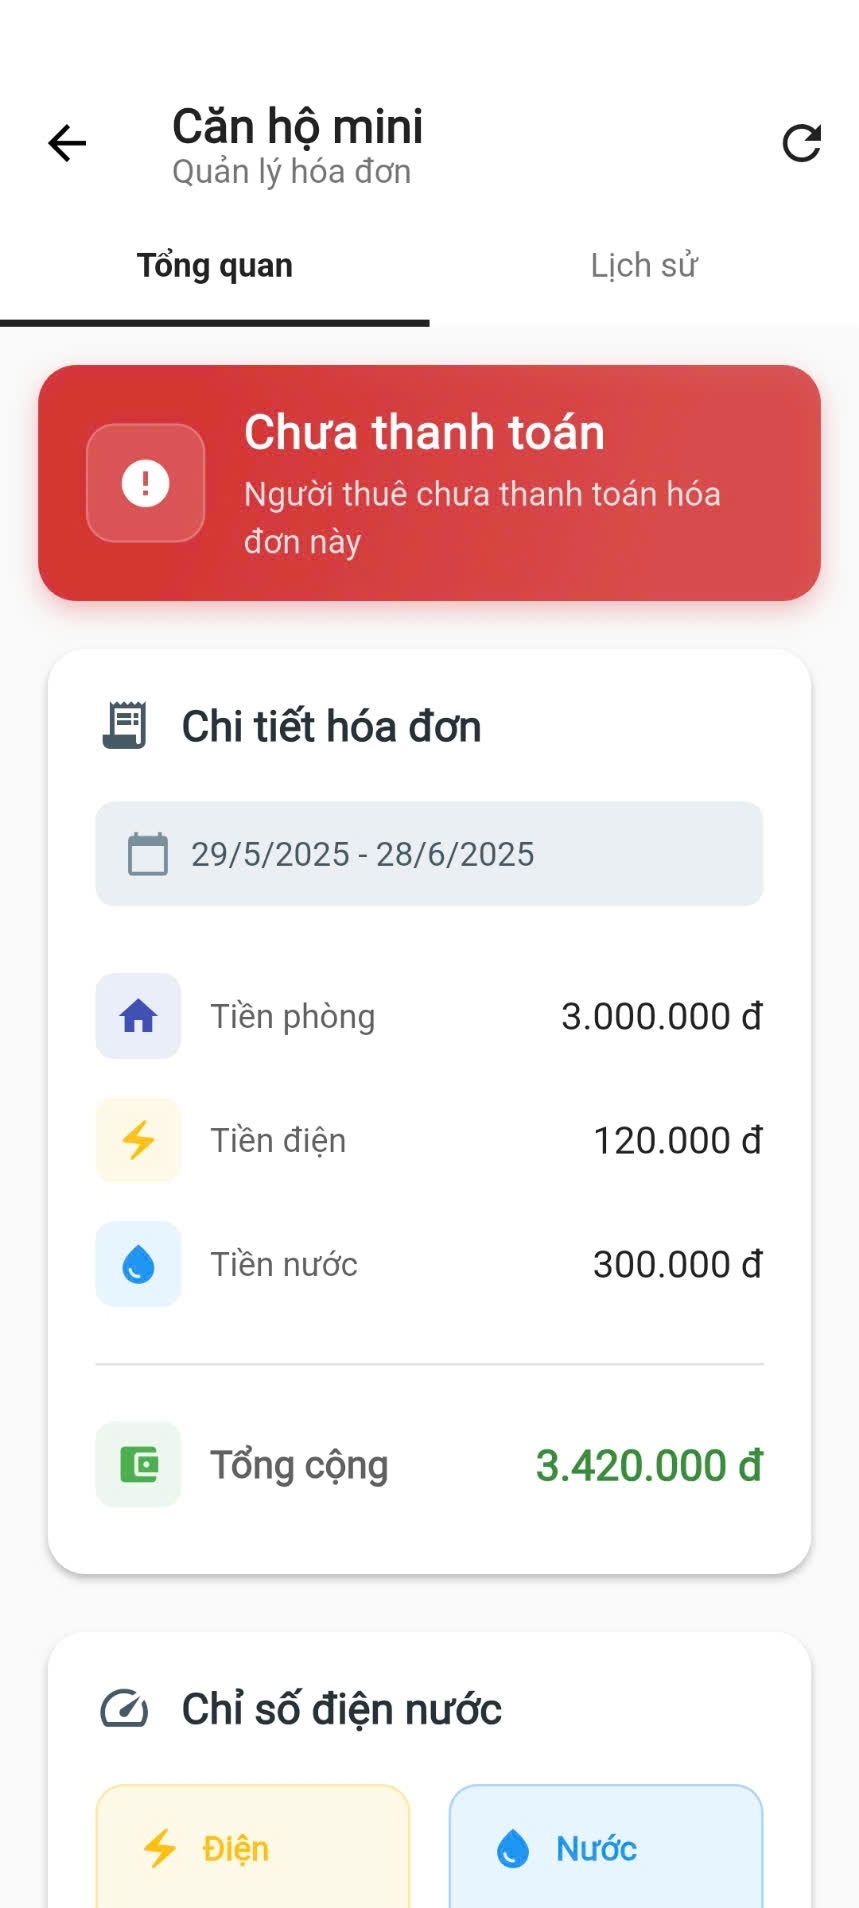 Căn hộ mini
Quản lý hóa đơn
Tổng quan
Lịch sử
Chưa thanh toán
Người thuê chưa thanh toán hóa
đơn này
Chi tiết hóa đơn
29/5/2025 - 28/6/2025
Tiền phòng 3.000.000 đ
Tiền điện 120.000 đ
Tiền nước 300.000 đ
Tổng cộng 3.420.000 đ
Chỉ số điện nước
Điện
Nước